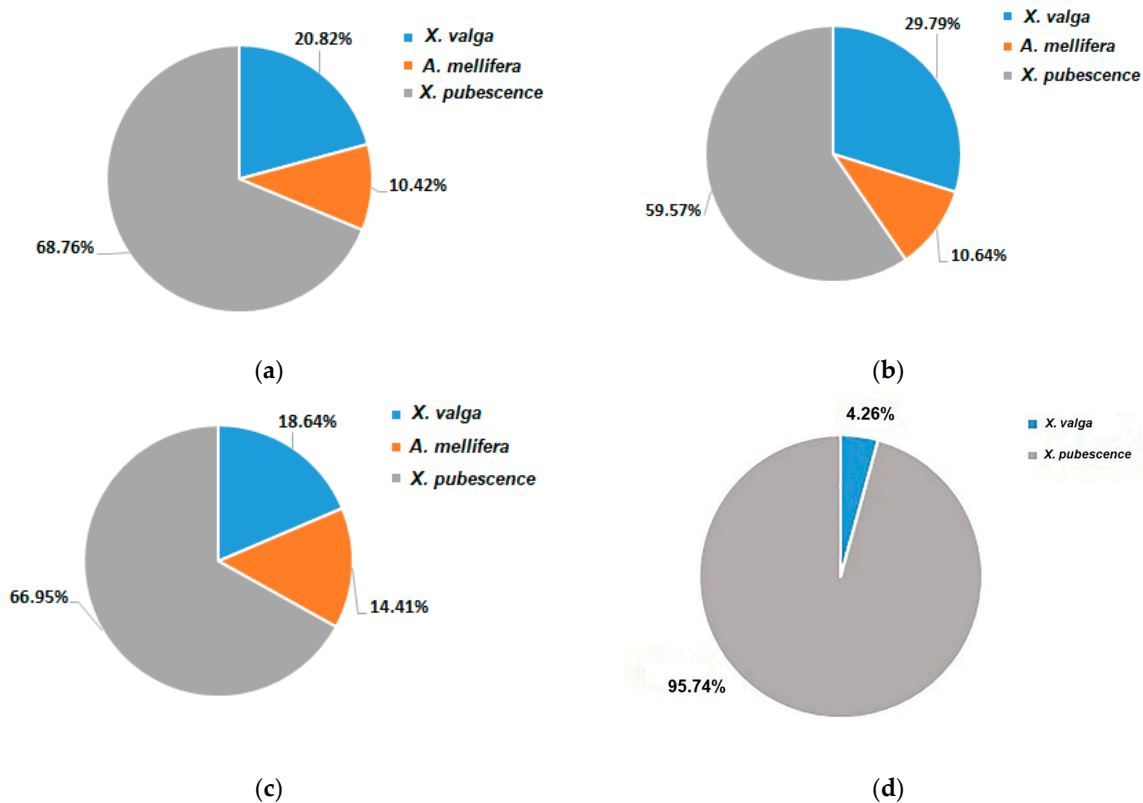 20.82%
X. valga
A. mellifera
X. pubescence
10.42%
68.76%
(a)
29.79%
X. valga
A. mellifera
X. pubescence
59.57%
10.64%
(b)
18.64%
X. valga
A. mellifera
X. pubescence
66.95%
14.41%
(c)
4.26%
X. valga
X. pubescence
95.74%
(d)